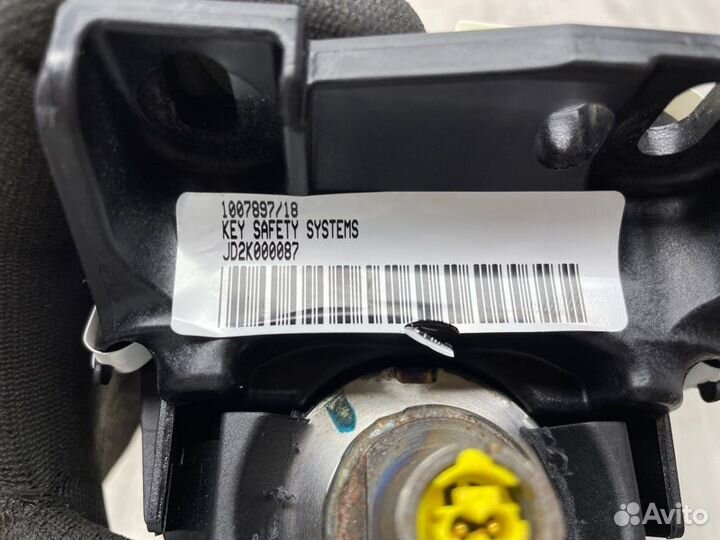 1007897/18
KEY SAFETY SYSTEMS
JD2K000087
Avito